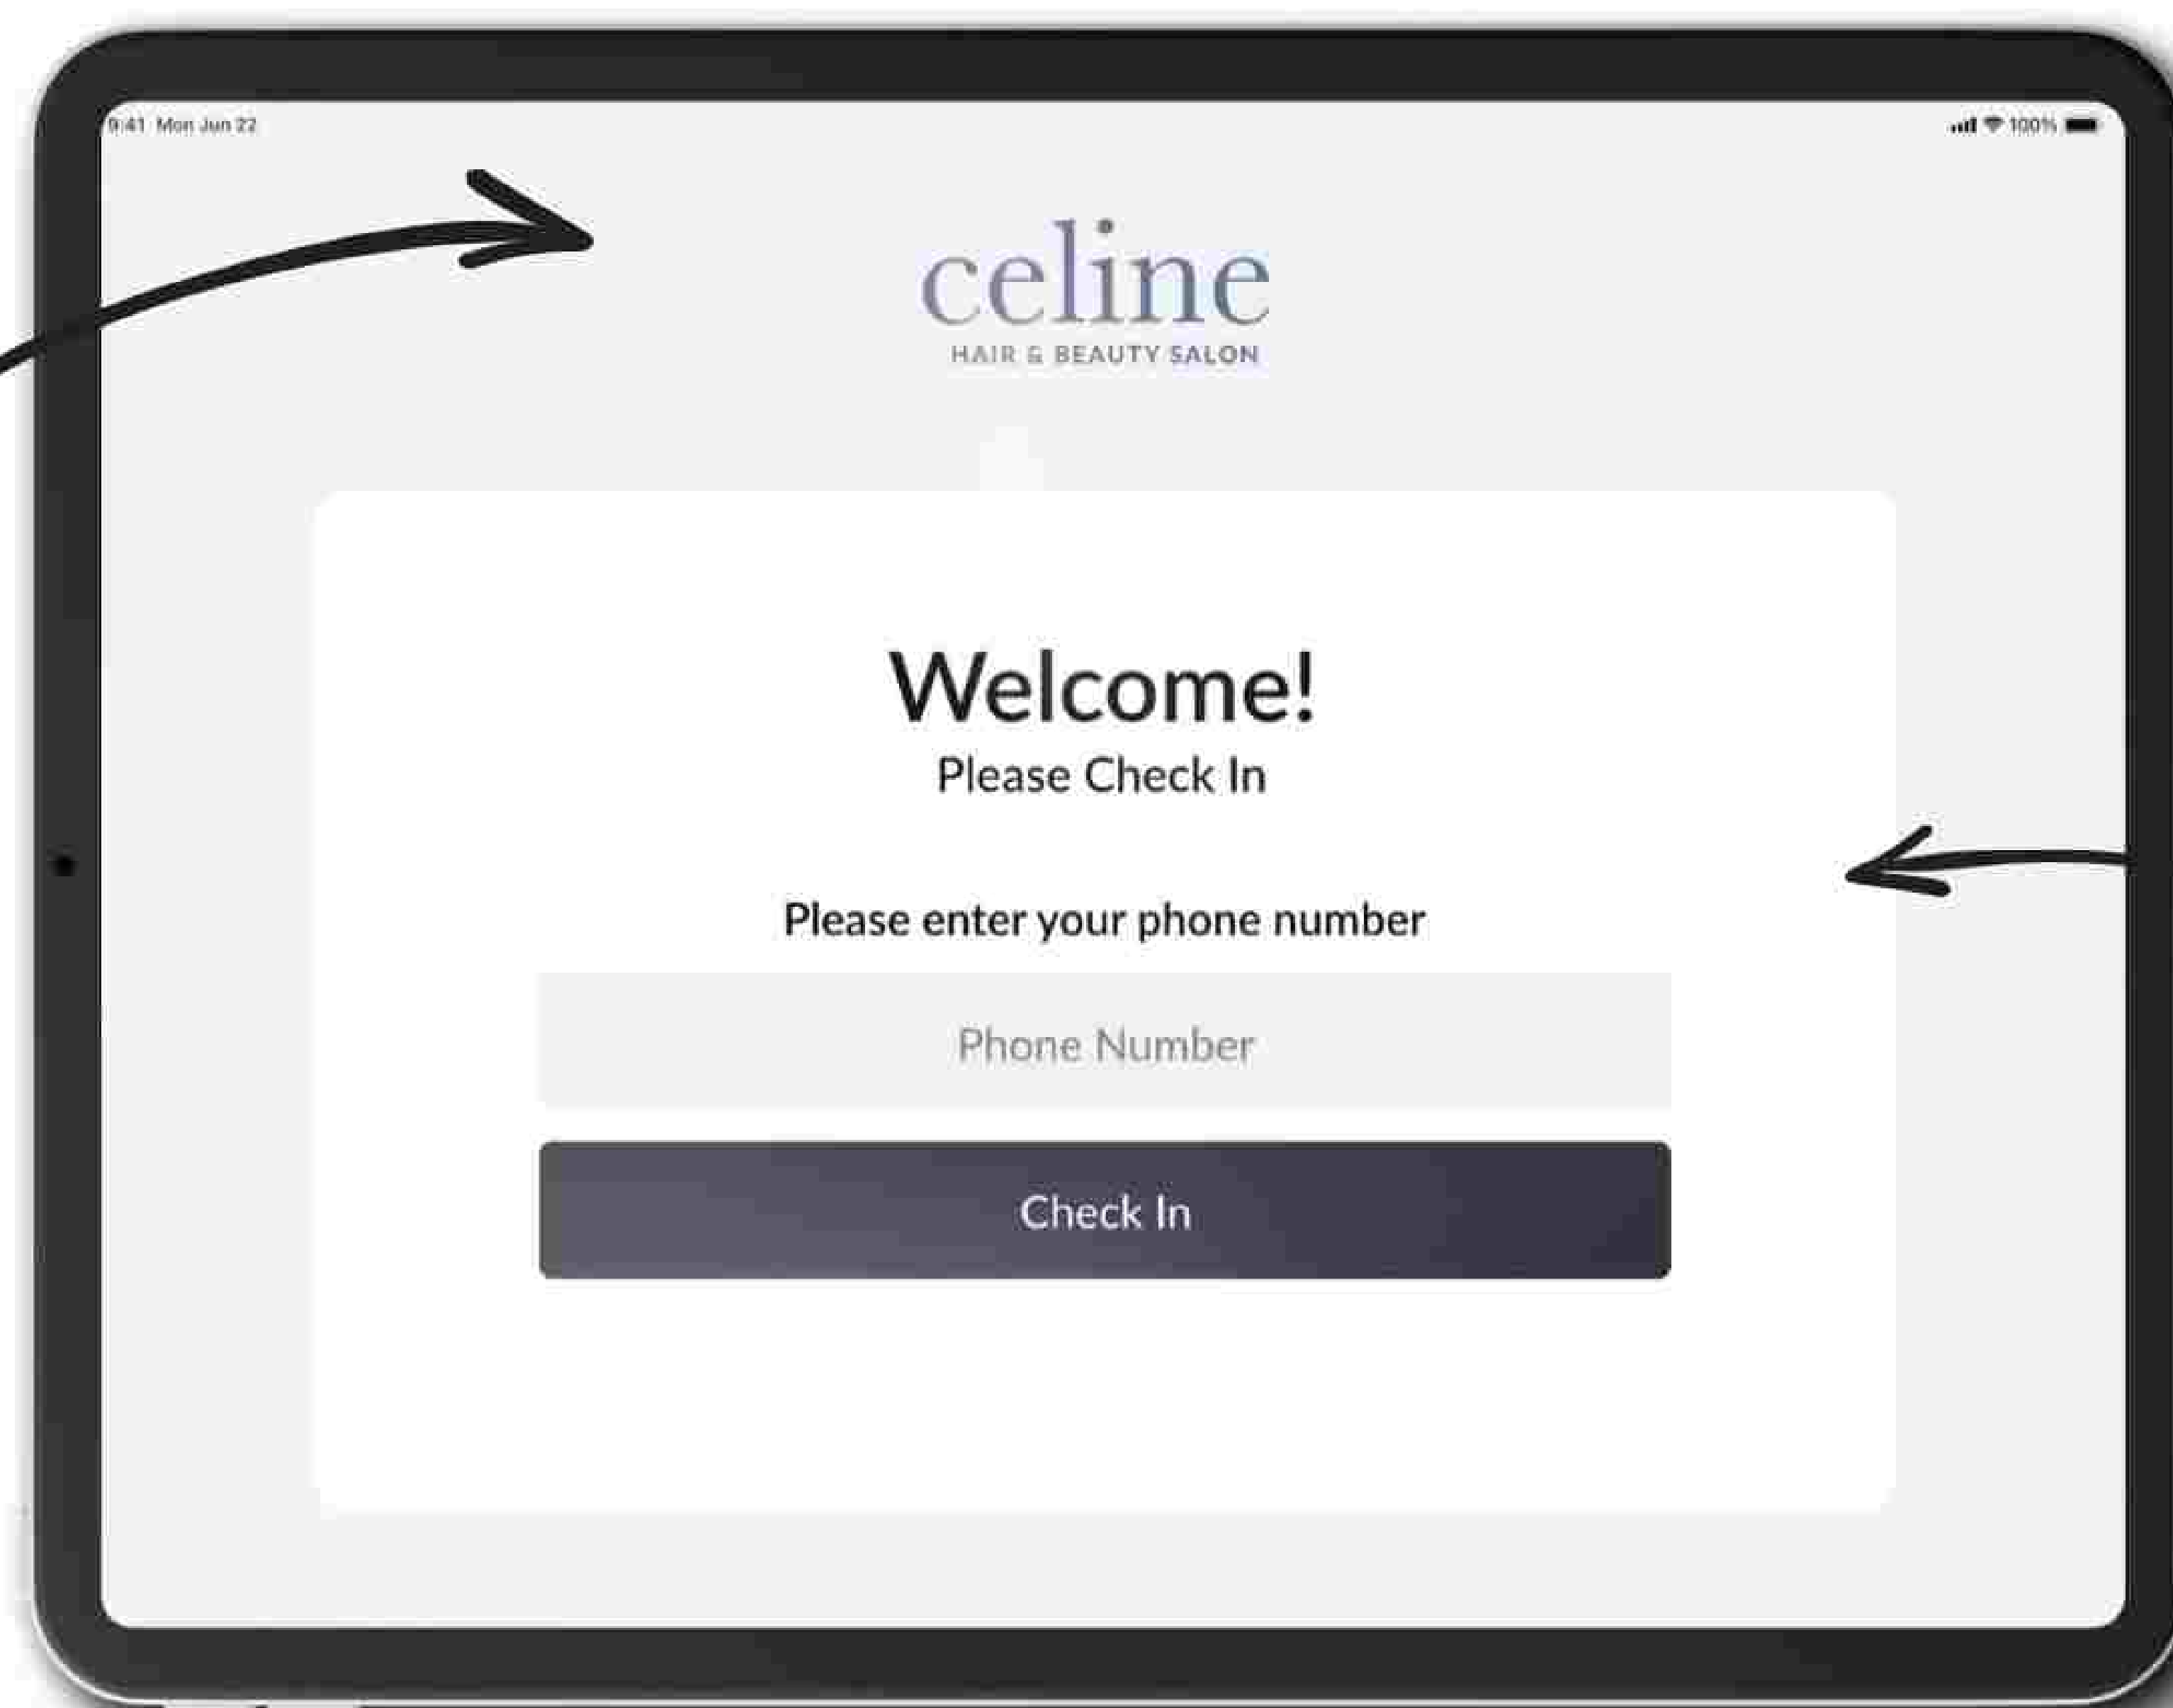 9:41 Mon Jun 22
100%
celine
HAIR & BEAUTY SALON
Welcome!
Please Check In
Please enter your phone number
Phone Number
Check In